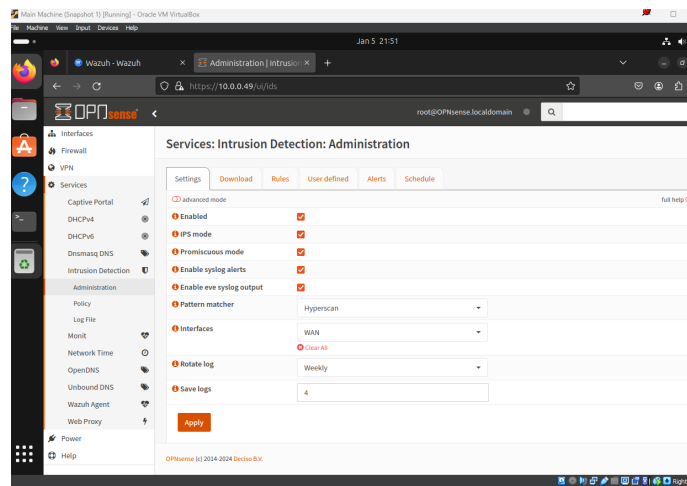 Main Machine (Snapshot 1) [Running] - Oracle VM VirtualBox
File Machine View Input Devices Help
Jan 5 21:51
Wazuh - Wazuh × Administration | Intrusion × +
https://10.0.0.49/ui/ids
OPNsense
root@OPNsense.localdomain
Interfaces
Firewall
VPN
Services
Captive Portal
DHCPv4
DHCPv6
Dnsmasq DNS
Intrusion Detection
Administration
Policy
Log File
Monit
Network Time
OpenDNS
Unbound DNS
Wazuh Agent
Web Proxy
Power
Help
Services: Intrusion Detection: Administration
Settings Download Rules User defined Alerts Schedule
advanced mode full help
Enabled
IPS mode
Promiscuous mode
Enable syslog alerts
Enable eve syslog output
Pattern matcher Hyperscan
Interfaces WAN
Clear All
Rotate log Weekly
Save logs 4
Apply
OPNsense (c) 2014-2024 Deciso B.V.
Right